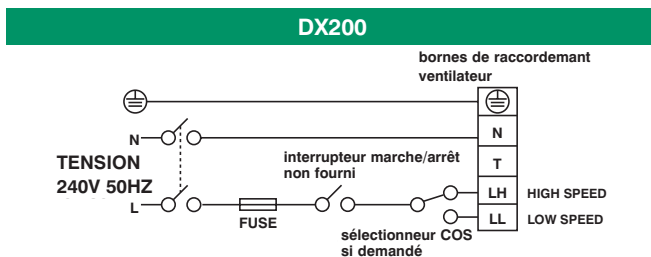 DX200
bornes de raccordemant
ventilateur
N
N
TENSION
240V 50HZ
interrupteur marche/arrêt
non fourni
T
L
FUSE
LH HIGH SPEED
LL LOW SPEED
sélectionneur COS
si demandé